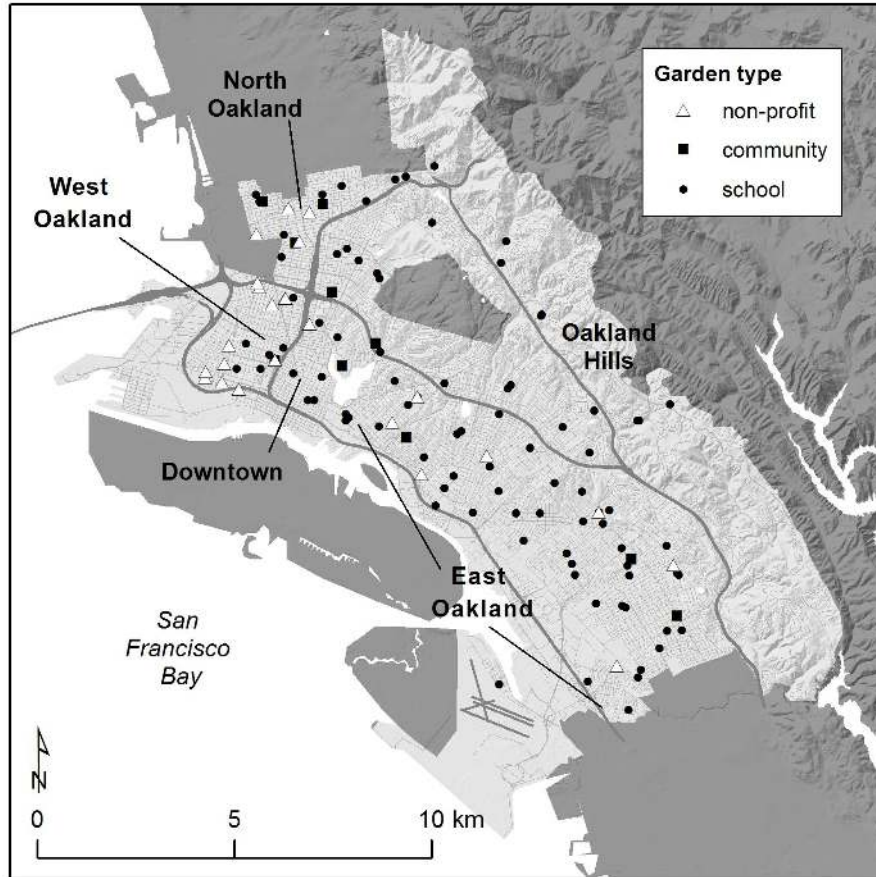 North
Oakland
West
Oakland
Garden type
non-profit
community
school
Oakland
Hills
Downtown
East
Oakland
San
Francisco
Bay
N
0 5 10 km